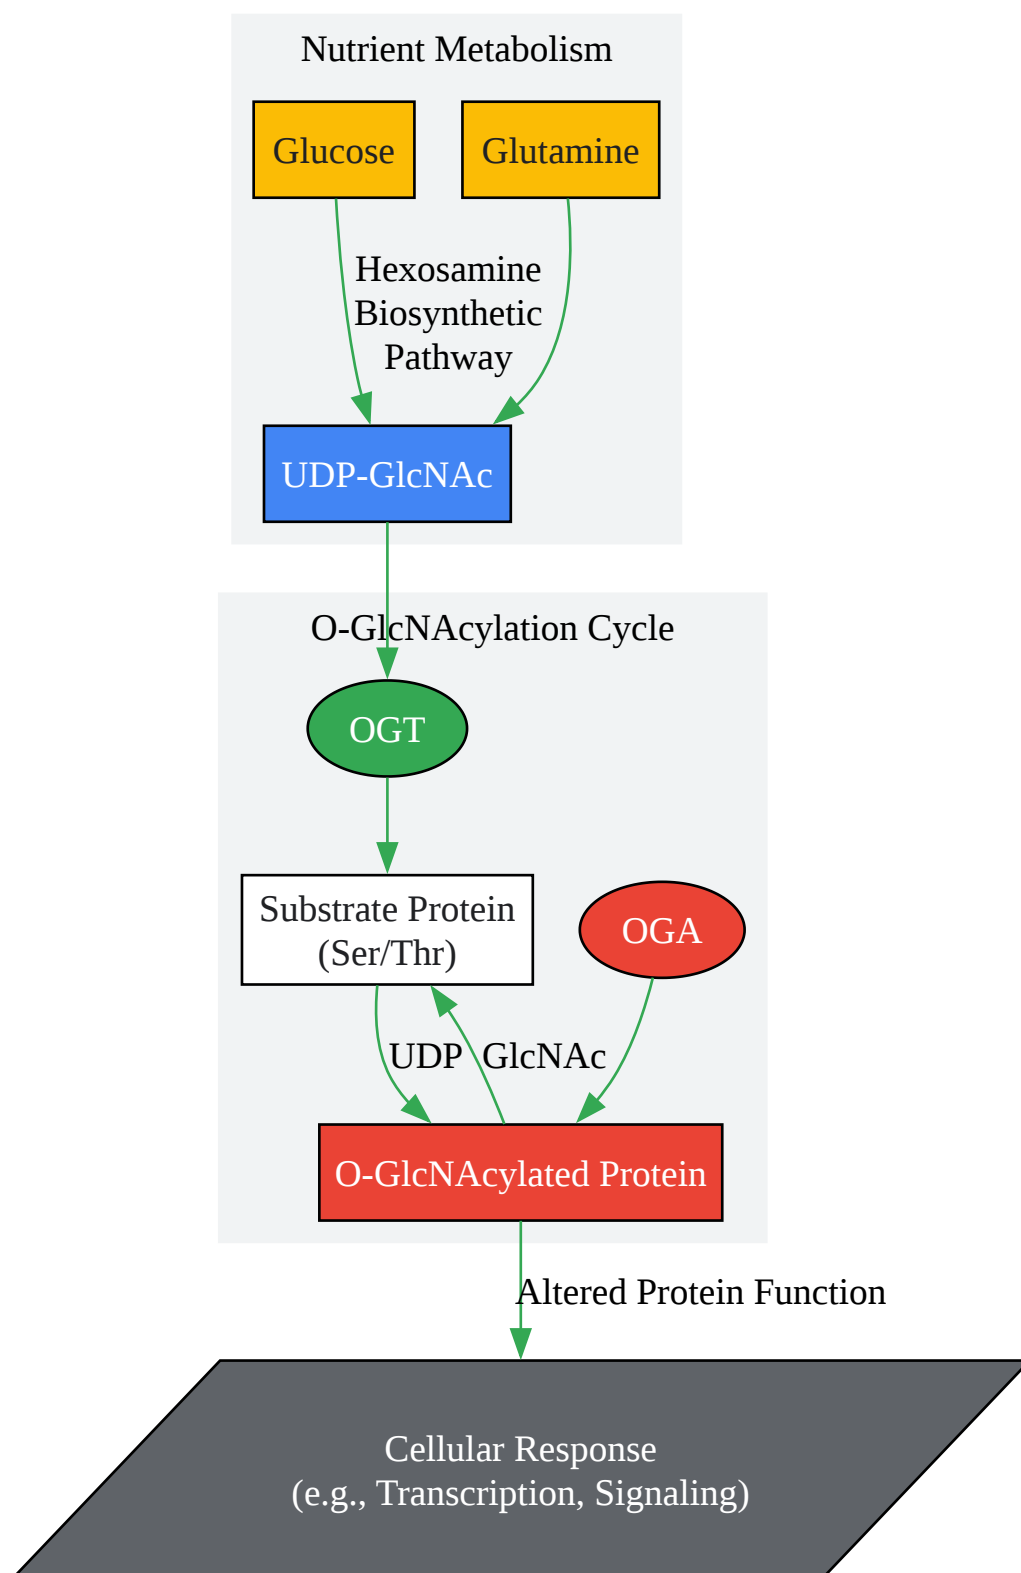 Nutrient Metabolism
Glucose
Glutamine
Hexosamine
Biosynthetic
Pathway
UDP-GlcNAc
O-GlcNAcylation Cycle
OGT
Substrate Protein
(Ser/Thr)
OGA
UDP
GlcNAc
O-GlcNAcylated Protein
Altered Protein Function
Cellular Response
(e.g., Transcription, Signaling)